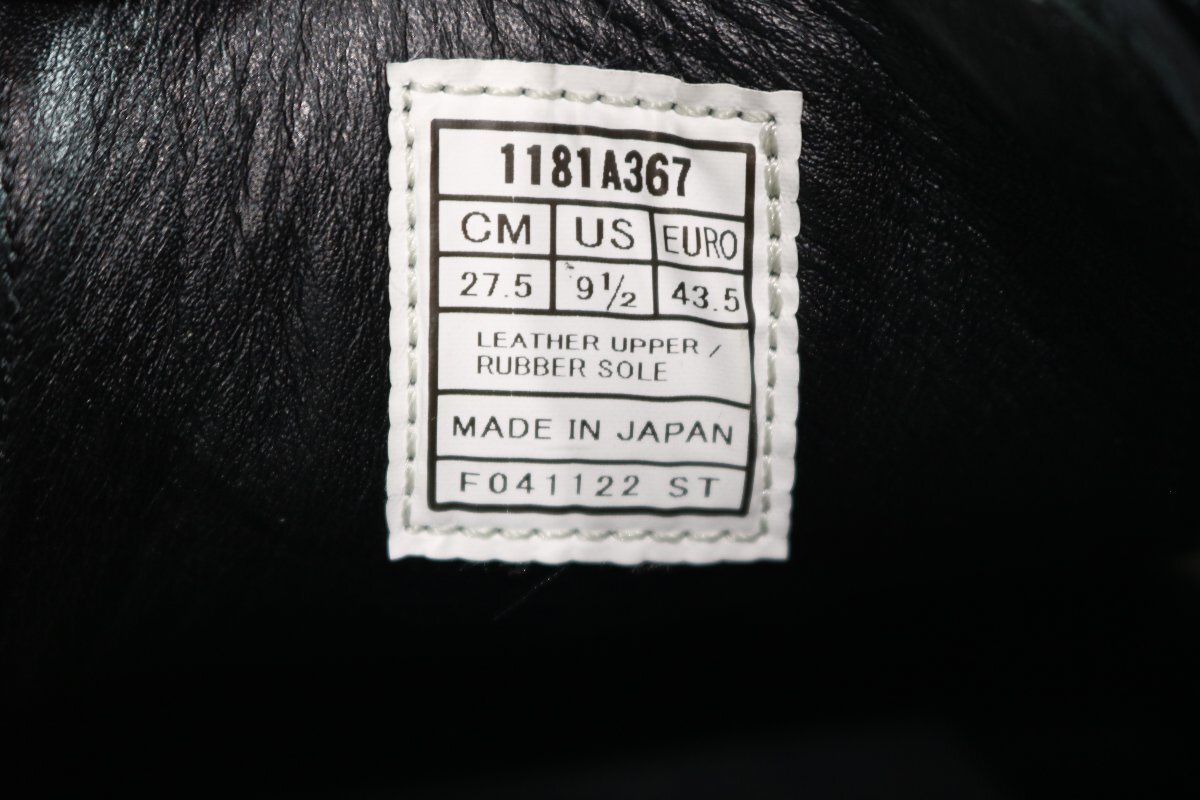 1181A367
CM US EURO
27.5 9½ 43.5
LEATHER UPPER /
RUBBER SOLE
MADE IN JAPAN
F041122 ST